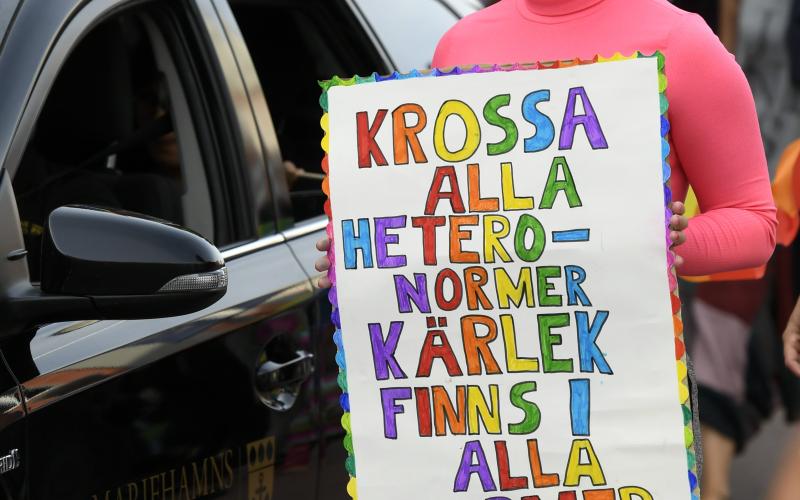 KROSSA
ALLA
HETERO-
NORMER
KÄRLEK
FINNS I
ALLA
MARIEHAMNS